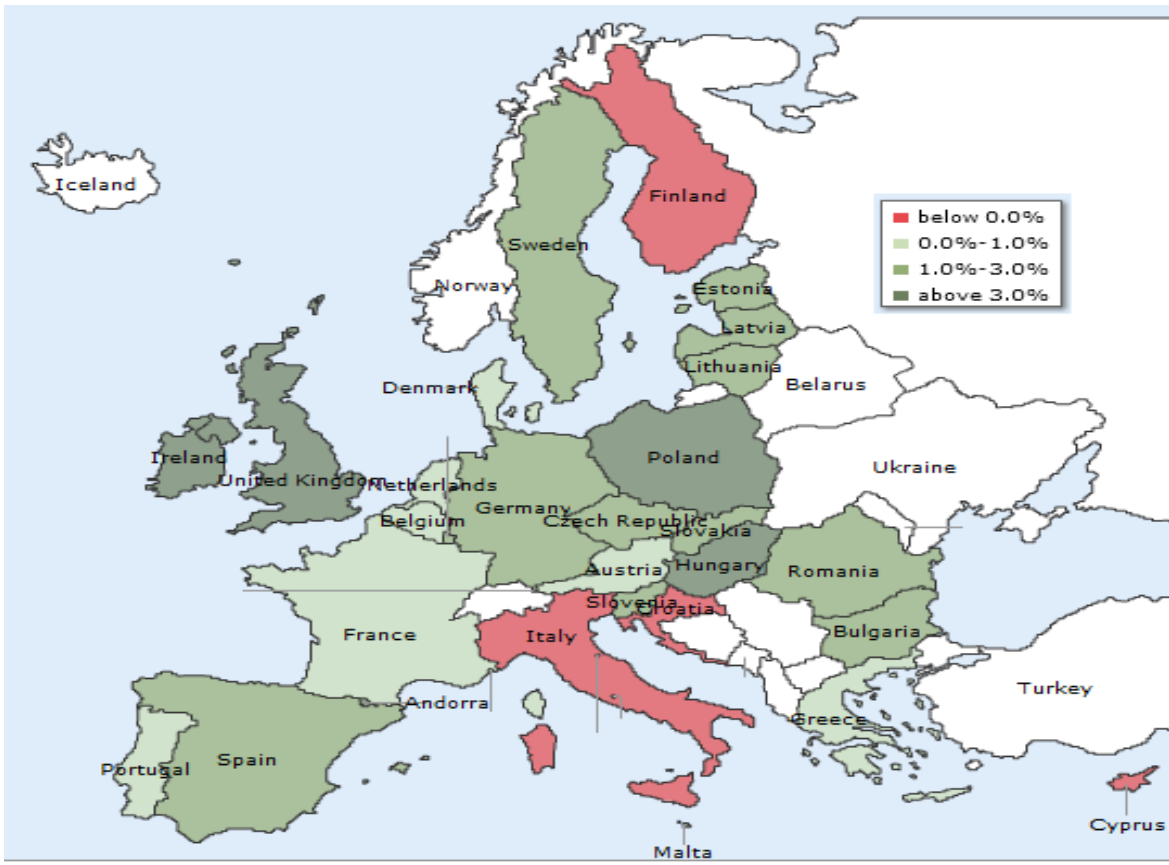 Iceland
Finland
below 0.0%
0.0%-1.0%
1.0%-3.0%
above 3.0%
Sweden
Norway
Estonia
Latvia
Lithuania
Denmark
Belarus
Ireland
United Kingdom
Netherlands
Poland
Ukraine
Germany
Belgium
Czech Republic
Slovakia
Austria
Hungary
Romania
Slovenia
Croatia
France
Italy
Bulgaria
Andorra
Turkey
Greece
Portugal
Spain
Cyprus
Malta